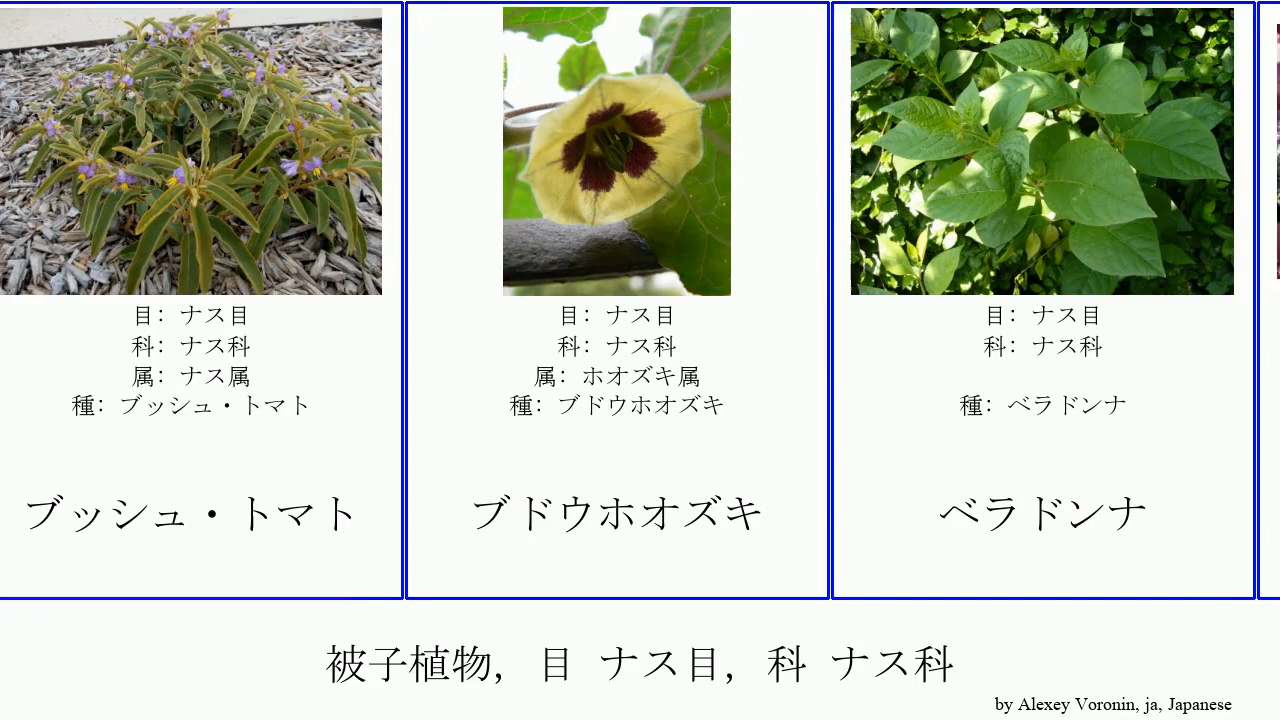 目: ナス目
科: ナス科
属: ナス属
種: ブッシュ・トマト
ブッシュ・トマト
目: ナス目
科: ナス科
属: ホオズキ属
種: ブドウホオズキ
ブドウホオズキ
目: ナス目
科: ナス科
種: ベラドンナ
ベラドンナ
被子植物, 目 ナス目, 科 ナス科
by Alexey Voronin, ja, Japanese